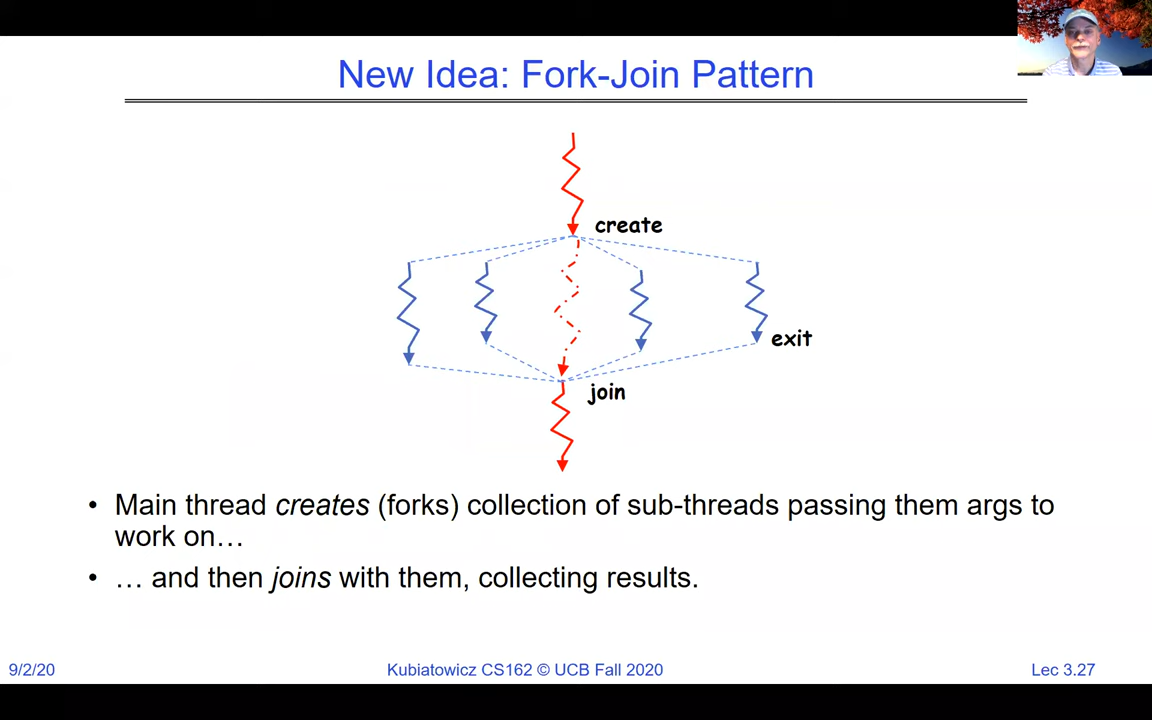 New Idea: Fork-Join Pattern
create
exit
join
• Main thread creates (forks) collection of sub-threads passing them args to
work on…
• … and then joins with them, collecting results.
9/2/20
Kubiatowicz CS162 © UCB Fall 2020
Lec 3.27